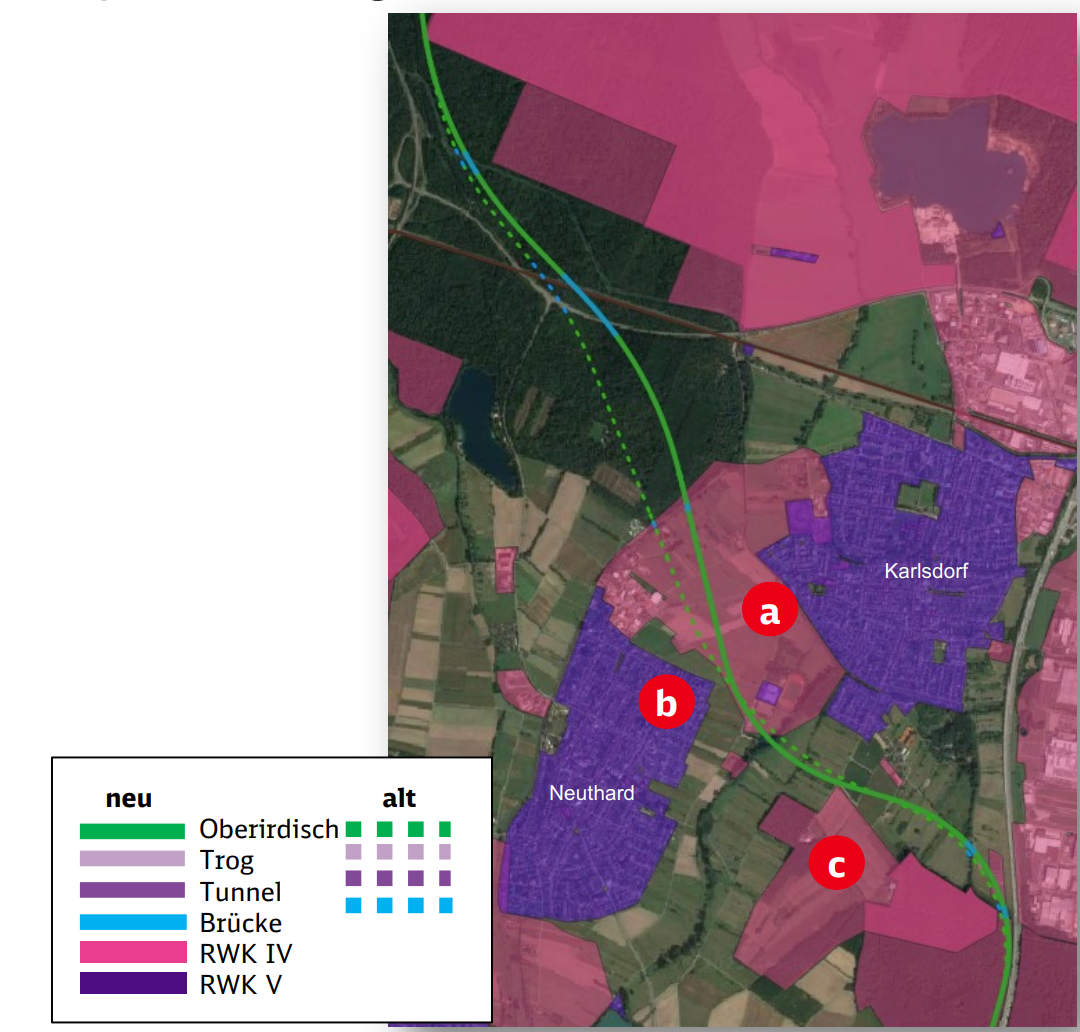 Karlsdorf
a
b
Neuthard
c
neu alt
Oberirdisch
Trog
Tunnel
Brücke
RWK IV
RWK V